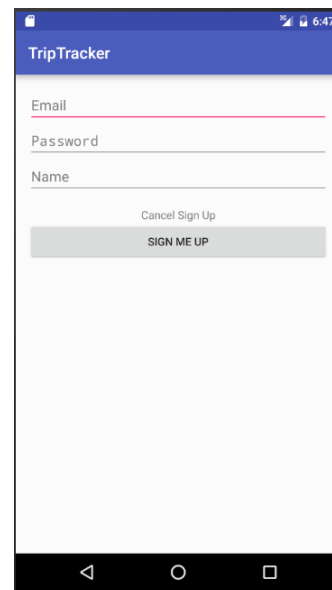 6:47
TripTracker
Email
Password
Name
Cancel Sign Up
SIGN ME UP